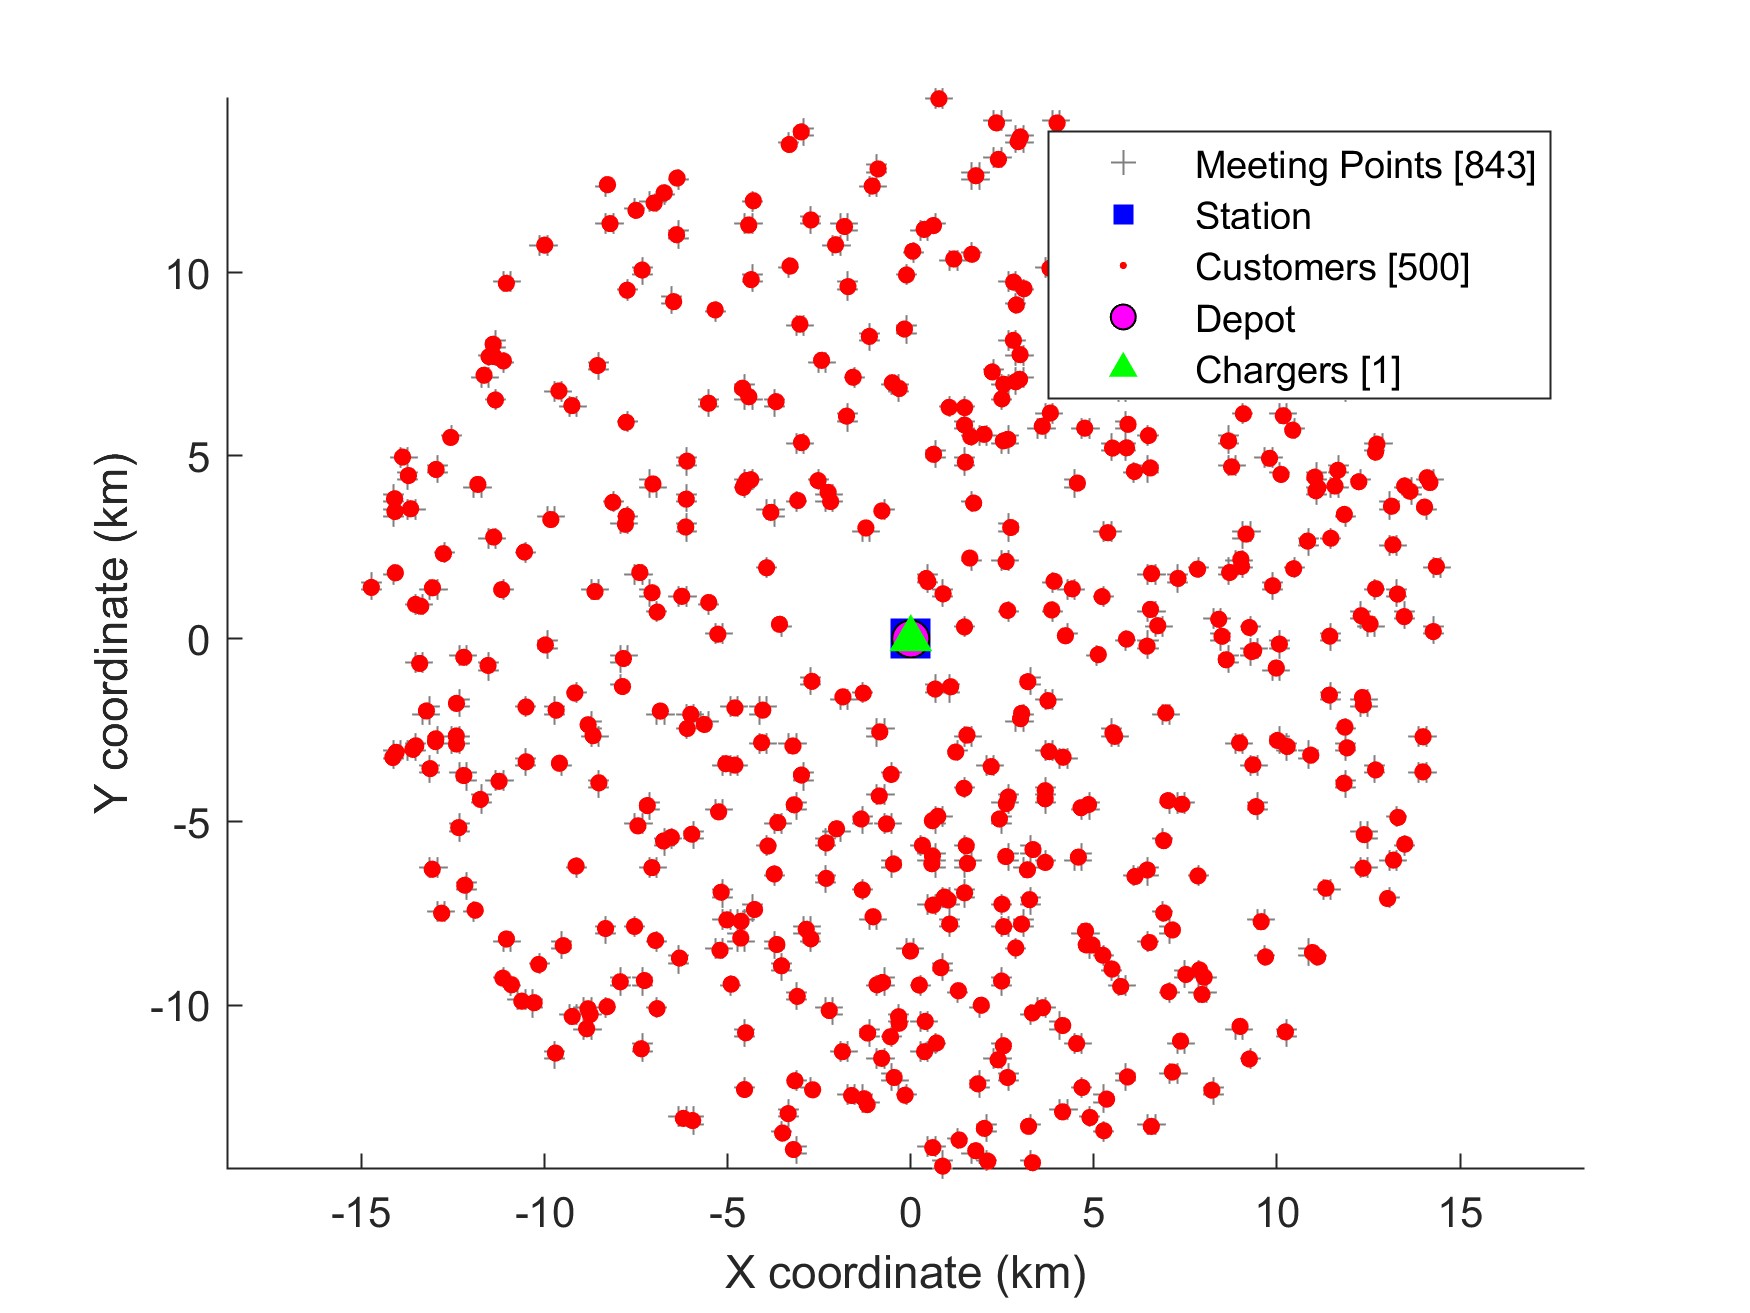 Meeting Points [843]
Station
Customers [500]
Depot
Chargers [1]
10
5
0
-5
-10
Y coordinate (km)
-15
-10
-5
0
5
10
15
X coordinate (km)